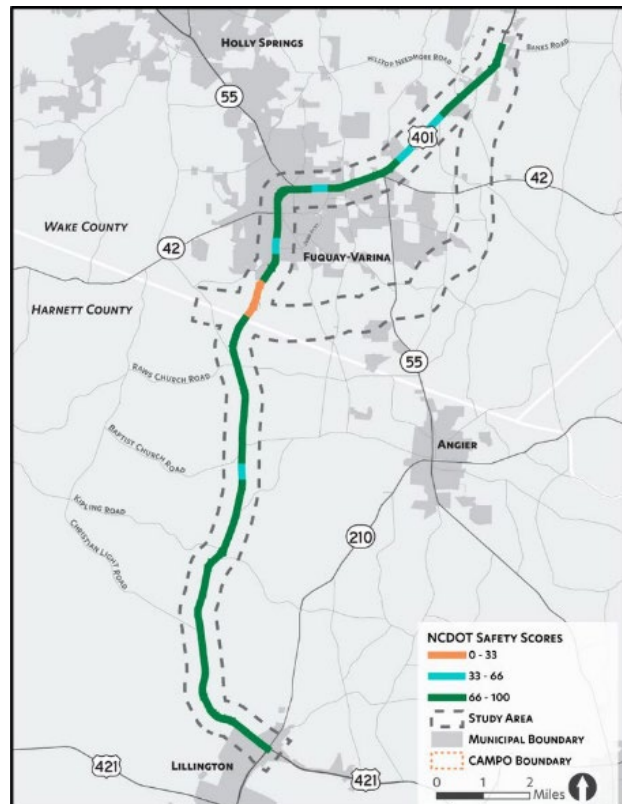 HOLLY SPRINGS
HILLTOP NEEDMORE ROAD
BANKS ROAD
55
401
42
WAKE COUNTY
42
FUQUAY-VARINA
HARNETT COUNTY
55
RAWS CHURCH ROAD
ANGIER
BAPTIST CHURCH ROAD
KIPLING ROAD
210
CHRISTIAN LIGHT ROAD
NCDOT SAFETY SCORES
0 - 33
33 - 66
66 - 100
STUDY AREA
MUNICIPAL BOUNDARY
CAMPO BOUNDARY
0 1 2
MILES
421
LILLINGTON
421